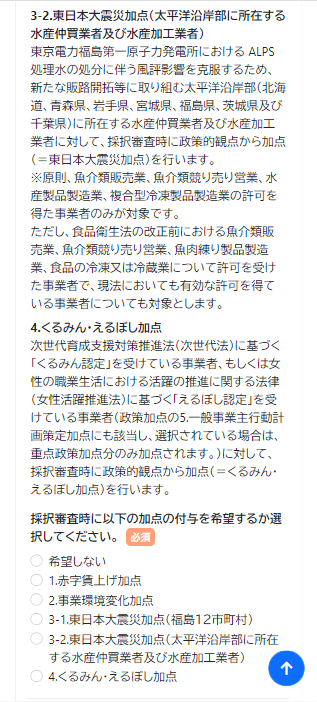 3-2.東日本大震災加点（太平洋沿岸部に所在する
水産仲買業者及び水産加工業者）
東京電力福島第一原子力発電所における ALPS
処理水の処分に伴う風評影響を克服するため、
新たな販路開拓等に取り組む太平洋沿岸部（北海
道、青森県、岩手県、宮城県、福島県、茨城県及び
千葉県）に所在する水産仲買業者及び水産加工
業者に対して、採択審査時に政策的観点から加点
（＝東日本大震災加点）を行います。
※原則、魚介類販売業、魚介類競り売り営業、水
産製品製造業、複合型冷凍製品製造業の許可を
得た事業者のみが対象です。
ただし、食品衛生法の改正前における魚介類販
売業、魚介類競り売り営業、魚肉練り製品製造
業、食品の冷凍又は冷蔵業について許可を受け
た事業者で、現法においても有効な許可を得て
いる事業者についても対象とします。
4.くるみん・えるぼし加点
次世代育成支援対策推進法（次世代法）に基づく
「くるみん認定」を受けている事業者、もしくは女
性の職業生活における活躍の推進に関する法律
（女性活躍推進法）に基づく「えるぼし認定」を受
けている事業者（政策加点の5.一般事業主行動計
画策定加点にも該当し、選択されている場合は、
重点政策加点分のみ加点されます。）に対して、
採択審査時に政策的観点から加点（＝くるみん・
えるぼし加点）を行います。
採択審査時に以下の加点の付与を希望するか選
択してください。 必須
希望しない
1.赤字賃上げ加点
2.事業環境変化加点
3-1.東日本大震災加点（福島12市町村）
3-2.東日本大震災加点（太平洋沿岸部に所在
する水産仲買業者及び水産加工業者）
4.くるみん・えるぼし加点